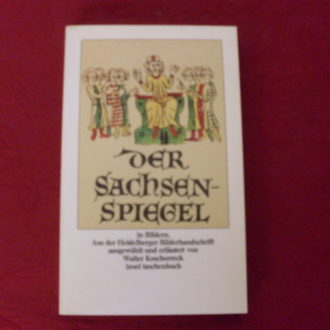 DER
SACHSEN-
SPIEGEL
in Bildern.
Aus der Heidelberger Bilderhandschrift
ausgewählt und erläutert von
Walter Koschorreck
insel taschenbuch